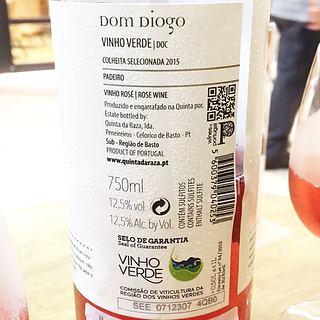 DOM DIOGO
VINHO VERDE | DOC
COLHEITA SELECIONADA 2015
PADEIRO
VINHO ROSÉ | ROSE WINE
Produzido e engarrafado na Quinta por,
Estate bottled by:
Quinta da Raza, lda.
Peneireiros - Celorico de Basto - Pt
Sub - Região de Basto
PRODUCT OF PORTUGAL
www.quintadaraza.pt
wines
portugal
750ml
12,5% vol.
12,5% Alc. by Vol.
CONTÉM SULFITOS
CONTAINS SULFITES
ENTHÄLT SULFITE
SELO DE GARANTIA
Seal of Guarantee
VINHO
VERDE
COMISSÃO DE VITICULTURA DA
REGIÃO DOS VINHOS VERDES
SEE 0712307 4QB0